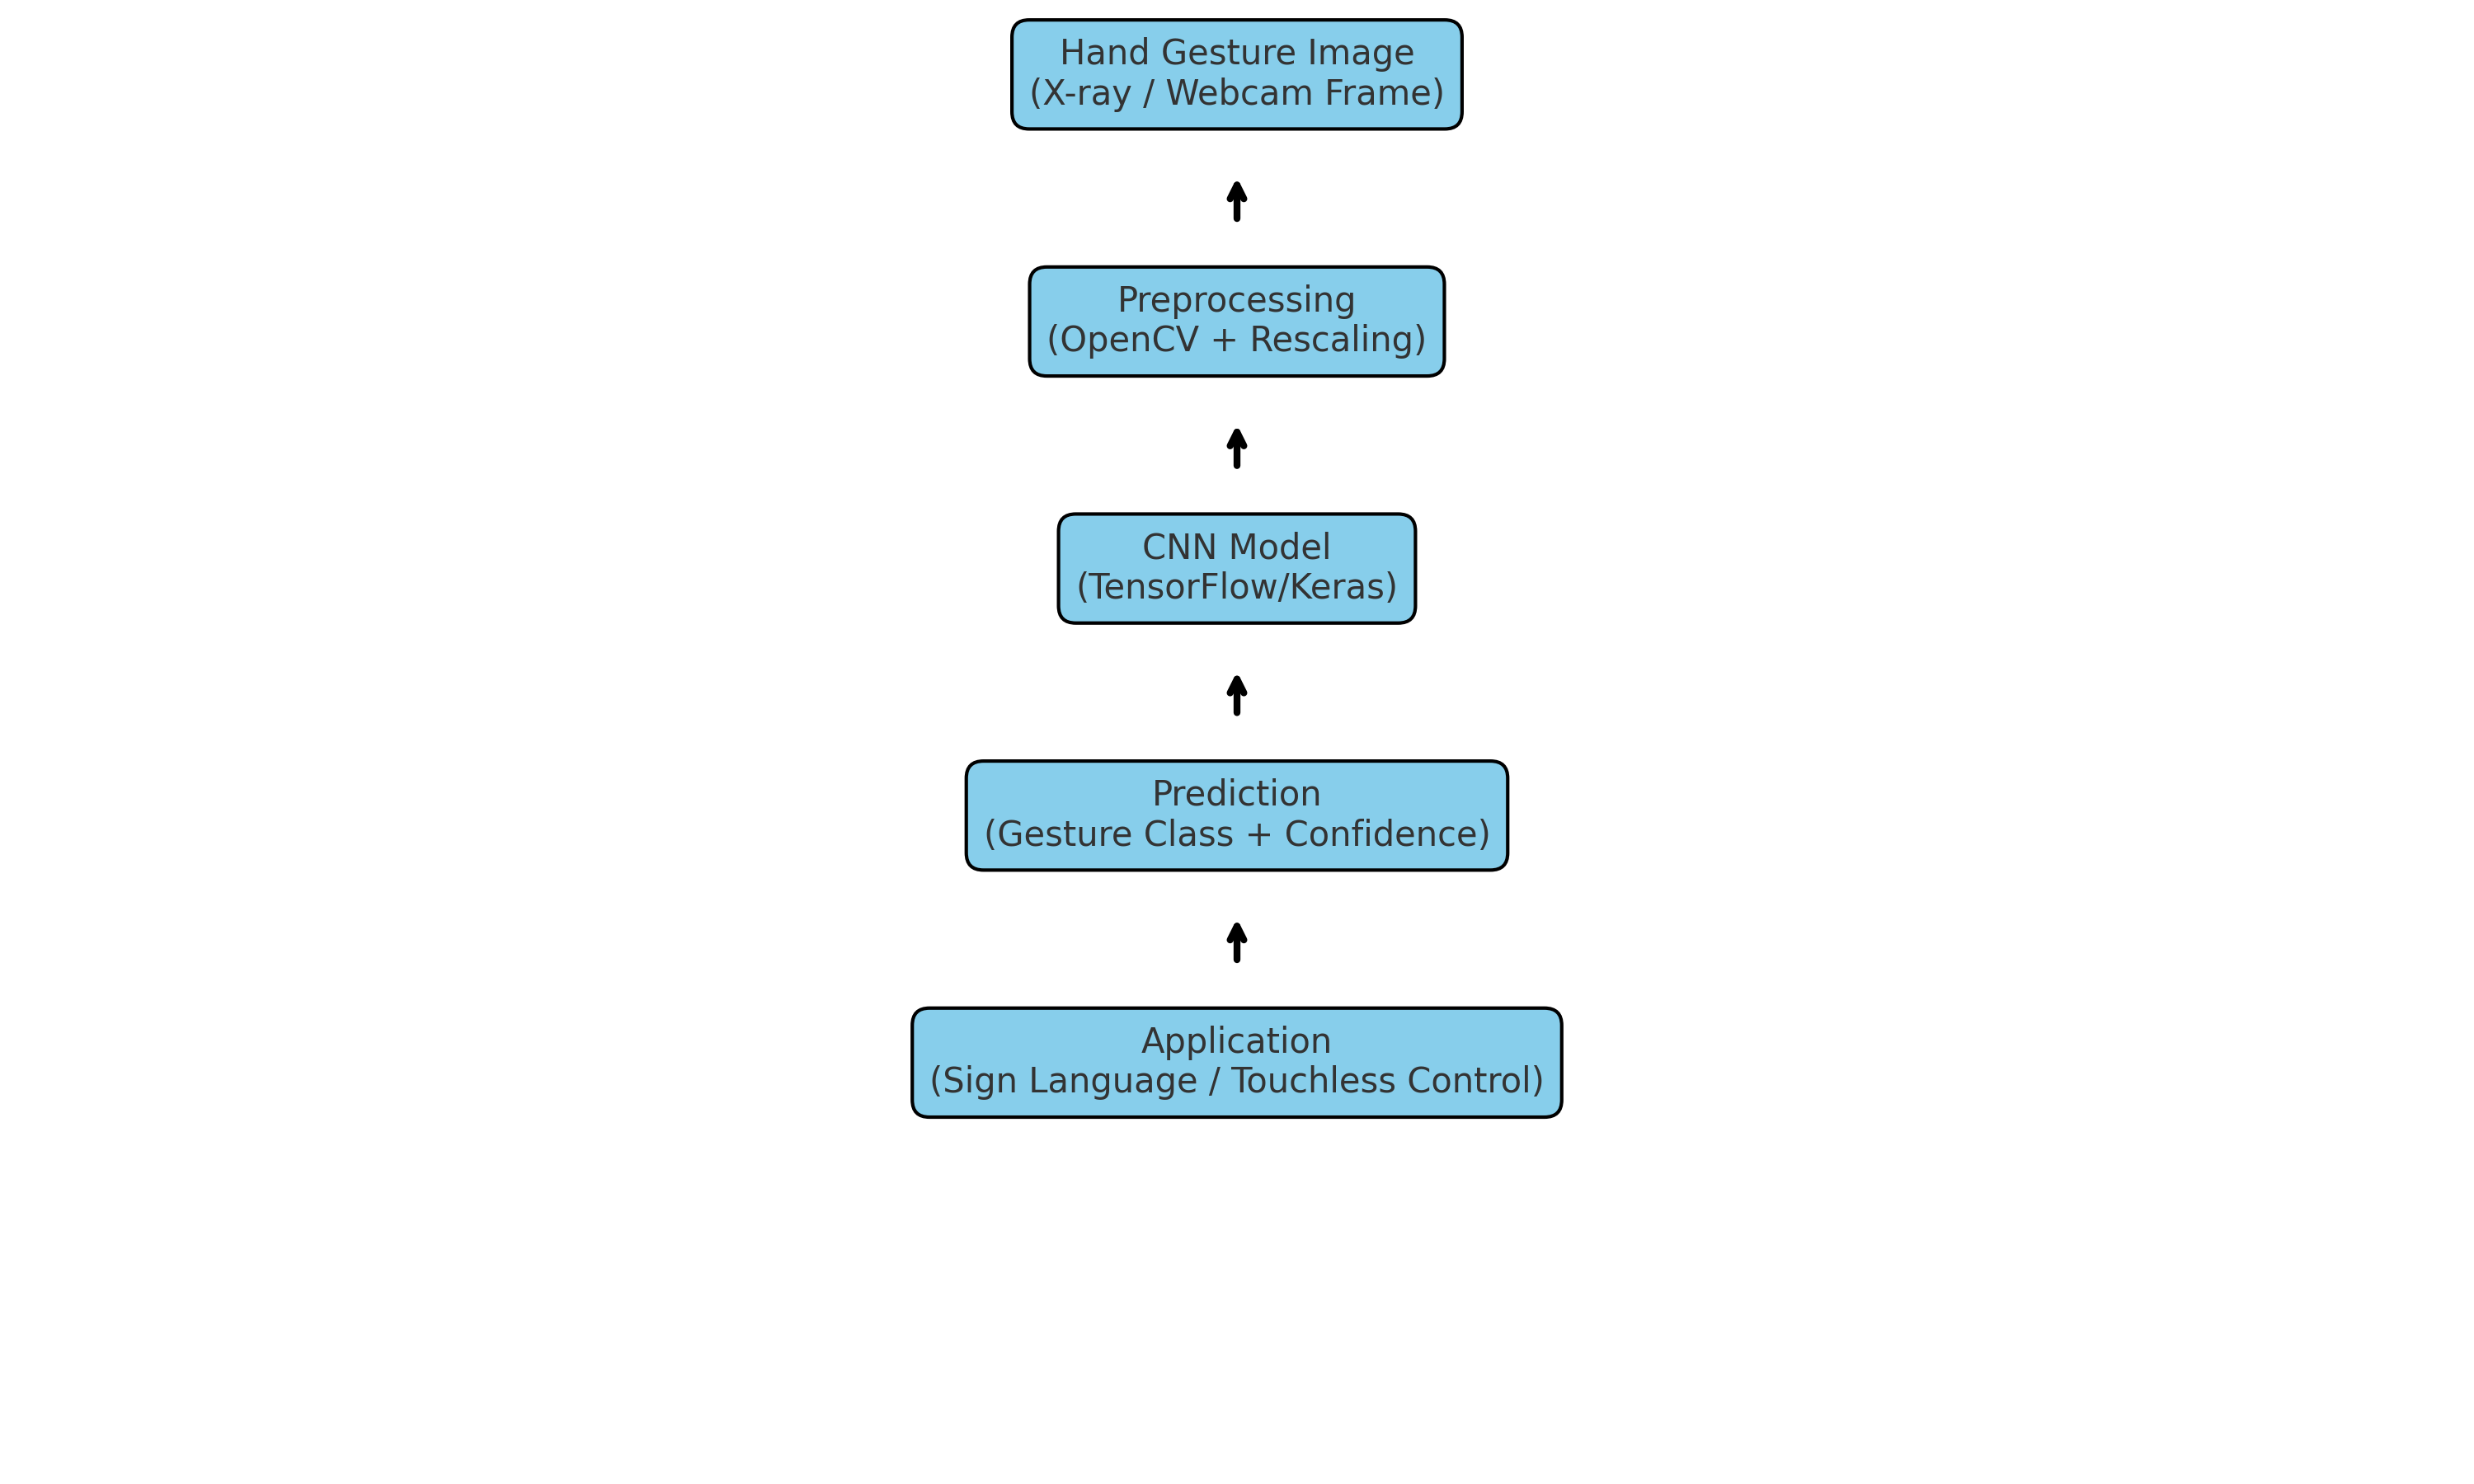 Hand Gesture Image
(X-ray / Webcam Frame)
Preprocessing
(OpenCV + Rescaling)
CNN Model
(TensorFlow/Keras)
Prediction
(Gesture Class + Confidence)
Application
(Sign Language / Touchless Control)